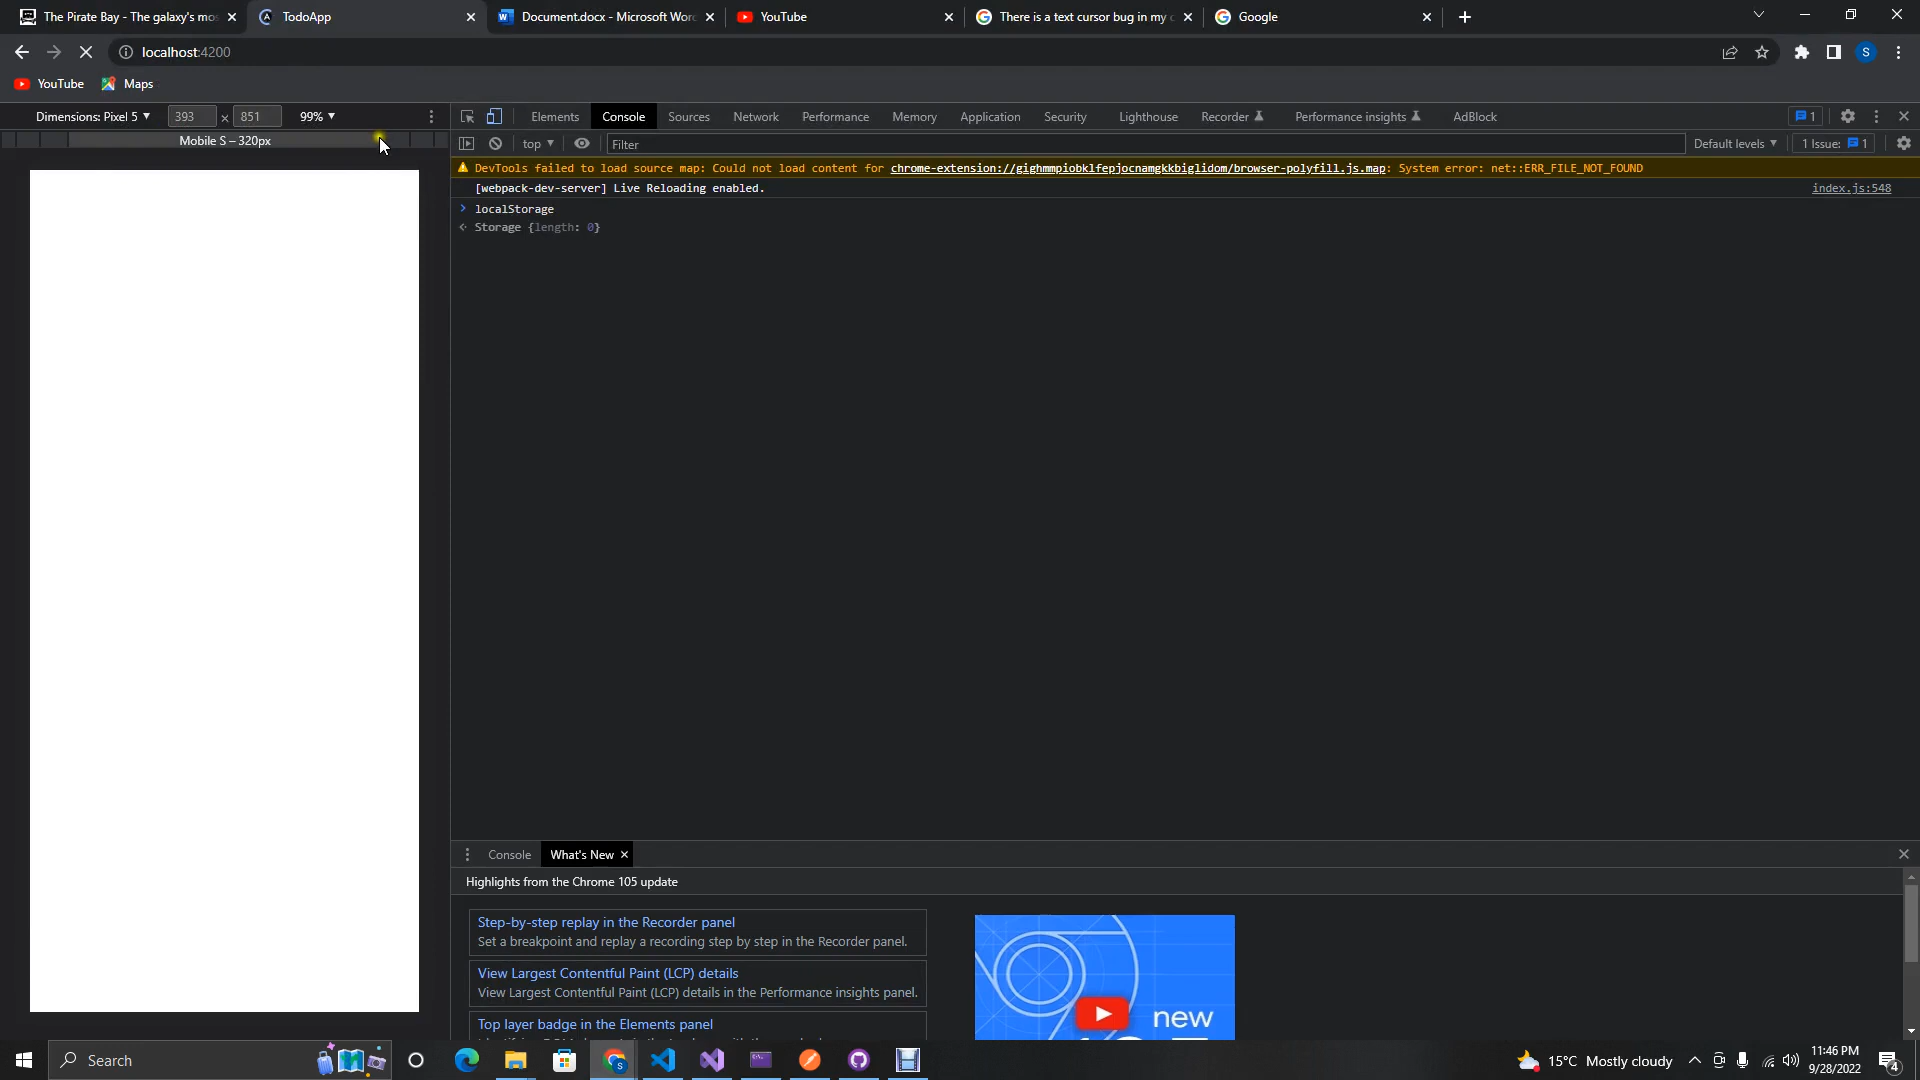 The Pirate Bay - The galaxy's mos
TodoApp
Document.docx - Microsoft Wor
YouTube
There is a text cursor bug in my c
Google
localhost:4200
S
YouTube
Maps
Dimensions: Pixel 5
393 × 851
99%
Elements
Console
Sources
Network
Performance
Memory
Application
Security
Lighthouse
Recorder
Performance insights
AdBlock
1
Mobile S – 320px
top
Filter
Default levels
1 Issue: 1
DevTools failed to load source map: Could not load content for chrome-extension://gighmmpiobklfepjocnamgkkbiglidom/browser-polyfill.js.map: System error: net::ERR_FILE_NOT_FOUND
[webpack-dev-server] Live Reloading enabled.
index.js:548
localStorage
Storage {length: 0}
Console
What's New
Highlights from the Chrome 105 update
Step-by-step replay in the Recorder panel
Set a breakpoint and replay a recording step by step in the Recorder panel.
View Largest Contentful Paint (LCP) details
View Largest Contentful Paint (LCP) details in the Performance insights panel.
Top layer badge in the Elements panel
new
Search
15°C Mostly cloudy
11:46 PM
9/28/2022
4